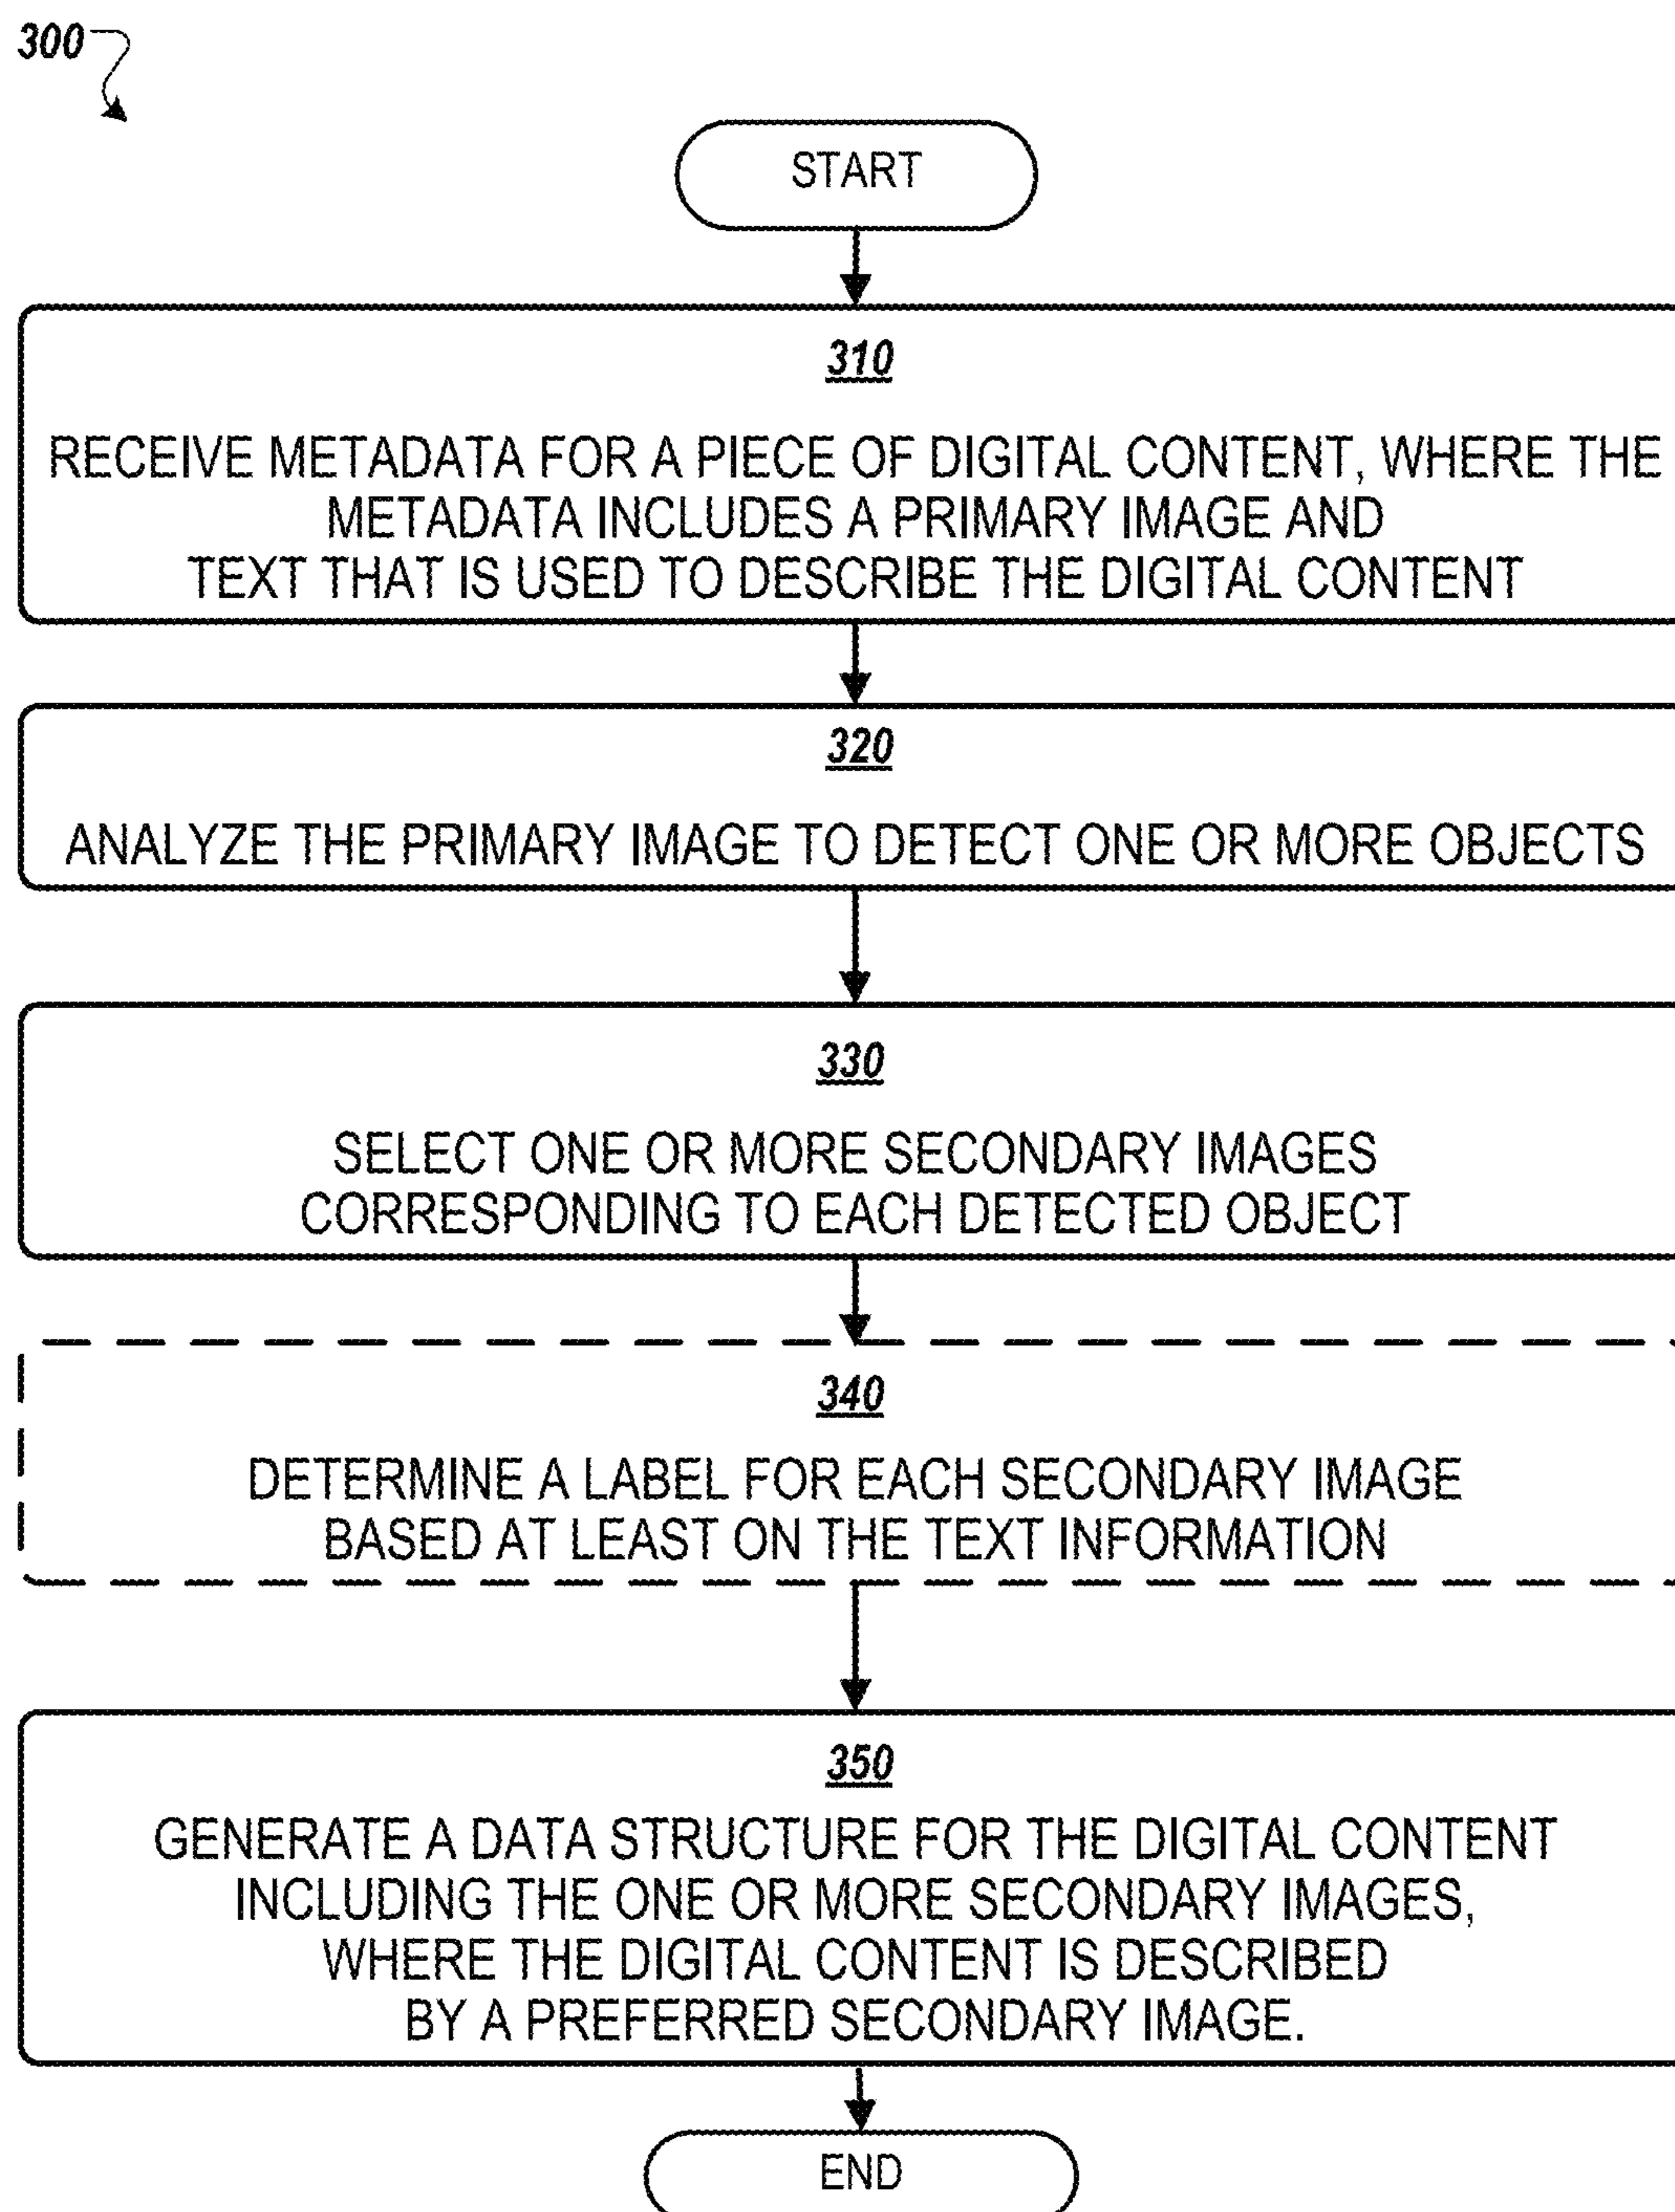 300
START
310
RECEIVE METADATA FOR A PIECE OF DIGITAL CONTENT, WHERE THE
METADATA INCLUDES A PRIMARY IMAGE AND
TEXT THAT IS USED TO DESCRIBE THE DIGITAL CONTENT
320
ANALYZE THE PRIMARY IMAGE TO DETECT ONE OR MORE OBJECTS
330
SELECT ONE OR MORE SECONDARY IMAGES
CORRESPONDING TO EACH DETECTED OBJECT
340
DETERMINE A LABEL FOR EACH SECONDARY IMAGE
BASED AT LEAST ON THE TEXT INFORMATION
350
GENERATE A DATA STRUCTURE FOR THE DIGITAL CONTENT
INCLUDING THE ONE OR MORE SECONDARY IMAGES,
WHERE THE DIGITAL CONTENT IS DESCRIBED
BY A PREFERRED SECONDARY IMAGE.
END